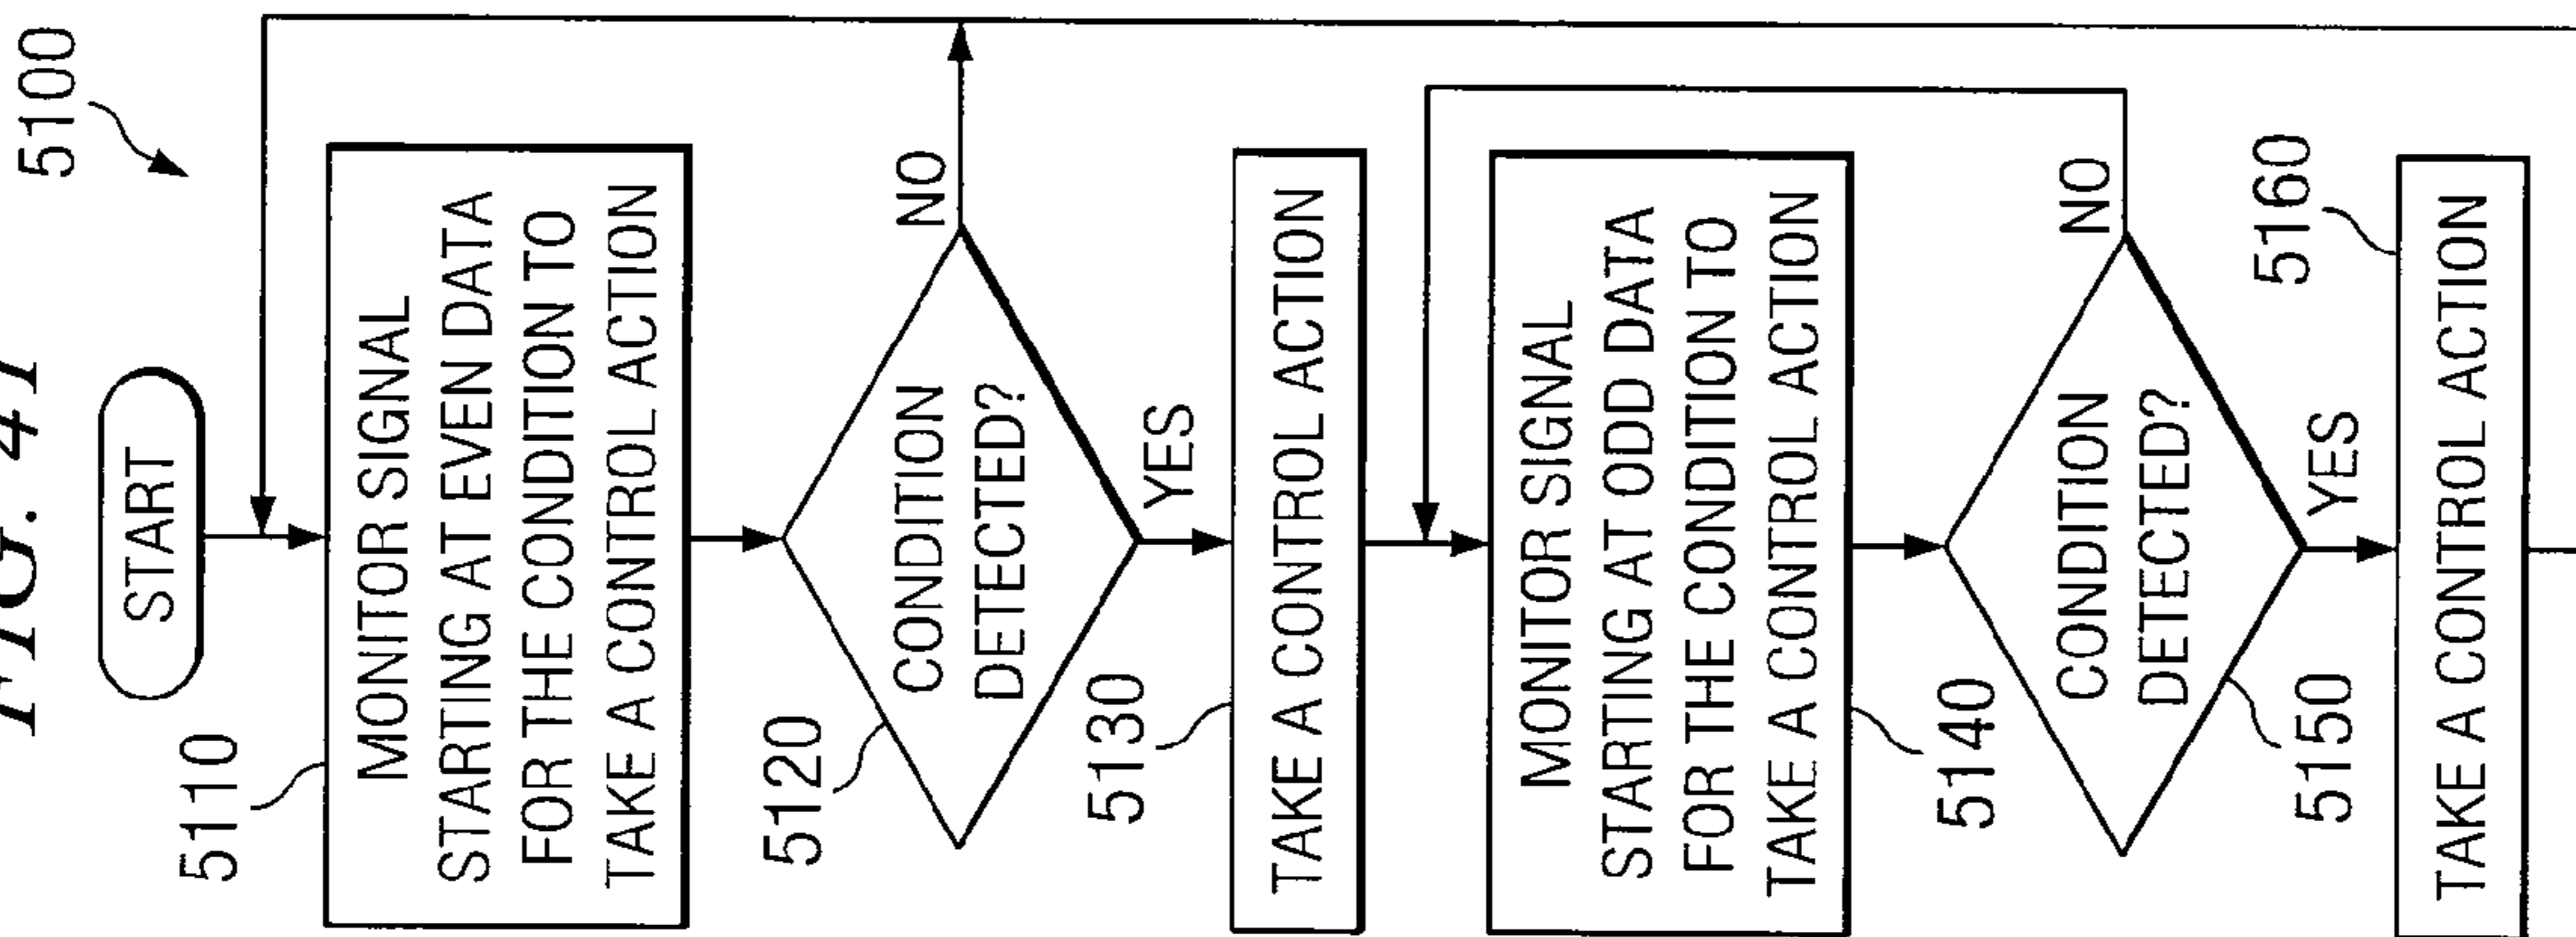 FIG. 41
5100
START
5110
MONITOR SIGNAL
STARTING AT EVEN DATA
FOR THE CONDITION TO
TAKE A CONTROL ACTION
5120
CONDITION
DETECTED?
NO
YES
5130
TAKE A CONTROL ACTION
MONITOR SIGNAL
STARTING AT ODD DATA
FOR THE CONDITION TO
TAKE A CONTROL ACTION
5140
CONDITION
DETECTED?
NO
5150
YES
5160
TAKE A CONTROL ACTION